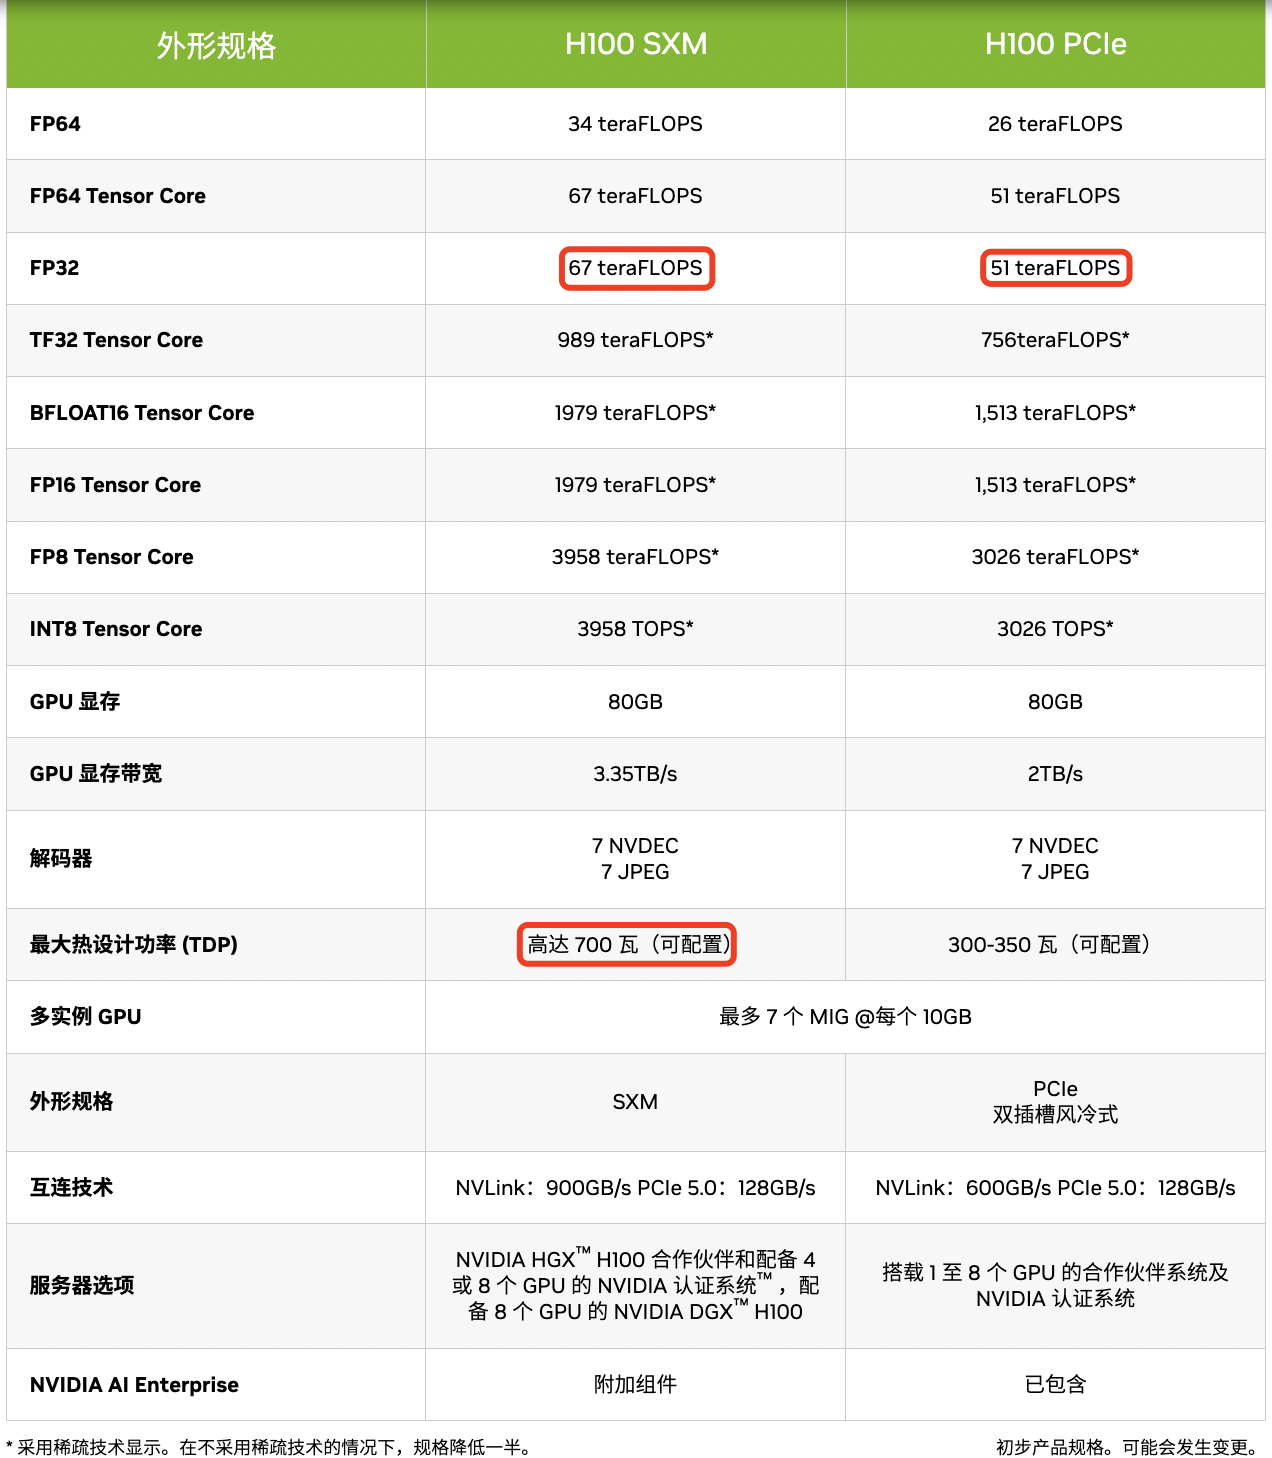 外形规格 H100 SXM H100 PCIe
FP64 34 teraFLOPS 26 teraFLOPS
FP64 Tensor Core 67 teraFLOPS 51 teraFLOPS
FP32 67 teraFLOPS 51 teraFLOPS
TF32 Tensor Core 989 teraFLOPS* 756teraFLOPS*
BFLOAT16 Tensor Core 1979 teraFLOPS* 1,513 teraFLOPS*
FP16 Tensor Core 1979 teraFLOPS* 1,513 teraFLOPS*
FP8 Tensor Core 3958 teraFLOPS* 3026 teraFLOPS*
INT8 Tensor Core 3958 TOPS* 3026 TOPS*
GPU 显存 80GB 80GB
GPU 显存带宽 3.35TB/s 2TB/s
解码器
7 NVDEC
7 JPEG
7 NVDEC
7 JPEG
最大热设计功率 (TDP) 高达 700 瓦（可配置） 300-350 瓦（可配置）
多实例 GPU 最多 7 个 MIG @每个 10GB
外形规格 SXM
PCIe
双插槽风冷式
互连技术 NVLink：900GB/s PCIe 5.0：128GB/s NVLink：600GB/s PCIe 5.0：128GB/s
服务器选项
NVIDIA HGX™ H100 合作伙伴和配备 4
或 8 个 GPU 的 NVIDIA 认证系统™ ，配
备 8 个 GPU 的 NVIDIA DGX™ H100
搭载 1 至 8 个 GPU 的合作伙伴系统及
NVIDIA 认证系统
NVIDIA AI Enterprise 附加组件 已包含
* 采用稀疏技术显示。在不采用稀疏技术的情况下，规格降低一半。 初步产品规格。可能会发生变更。